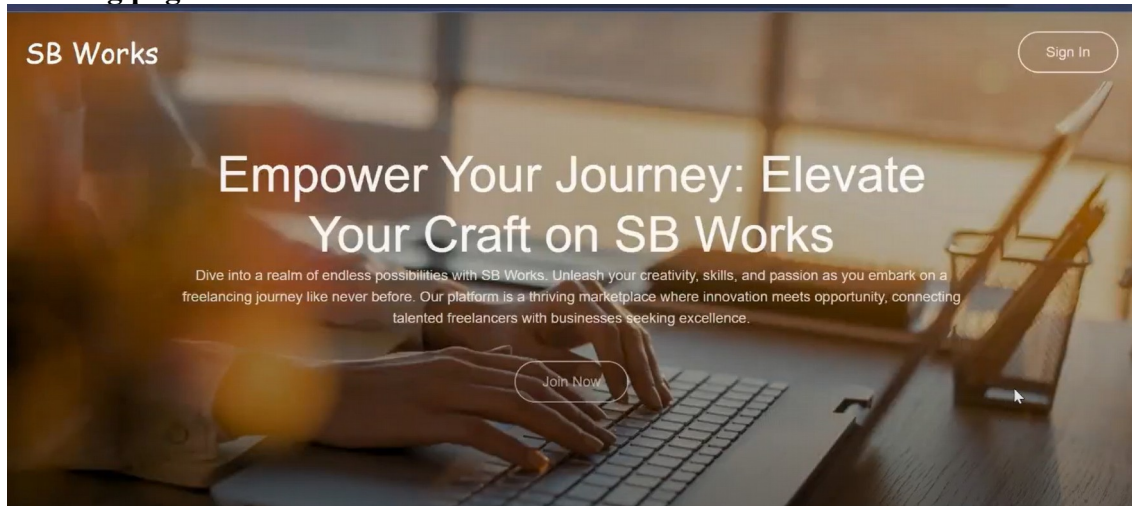 SB Works
Sign In
Empower Your Journey: Elevate
Your Craft on SB Works
Dive into a realm of endless possibilities with SB Works. Unleash your creativity, skills, and passion as you embark on a
freelancing journey like never before. Our platform is a thriving marketplace where innovation meets opportunity, connecting
talented freelancers with businesses seeking excellence.
Join Now